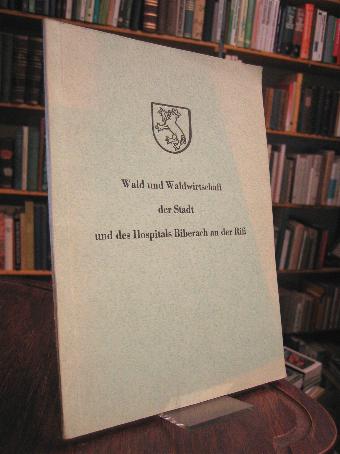 Wald und Waldwirtschaft
der Stadt
und des Hospitals Biberach an der Riß